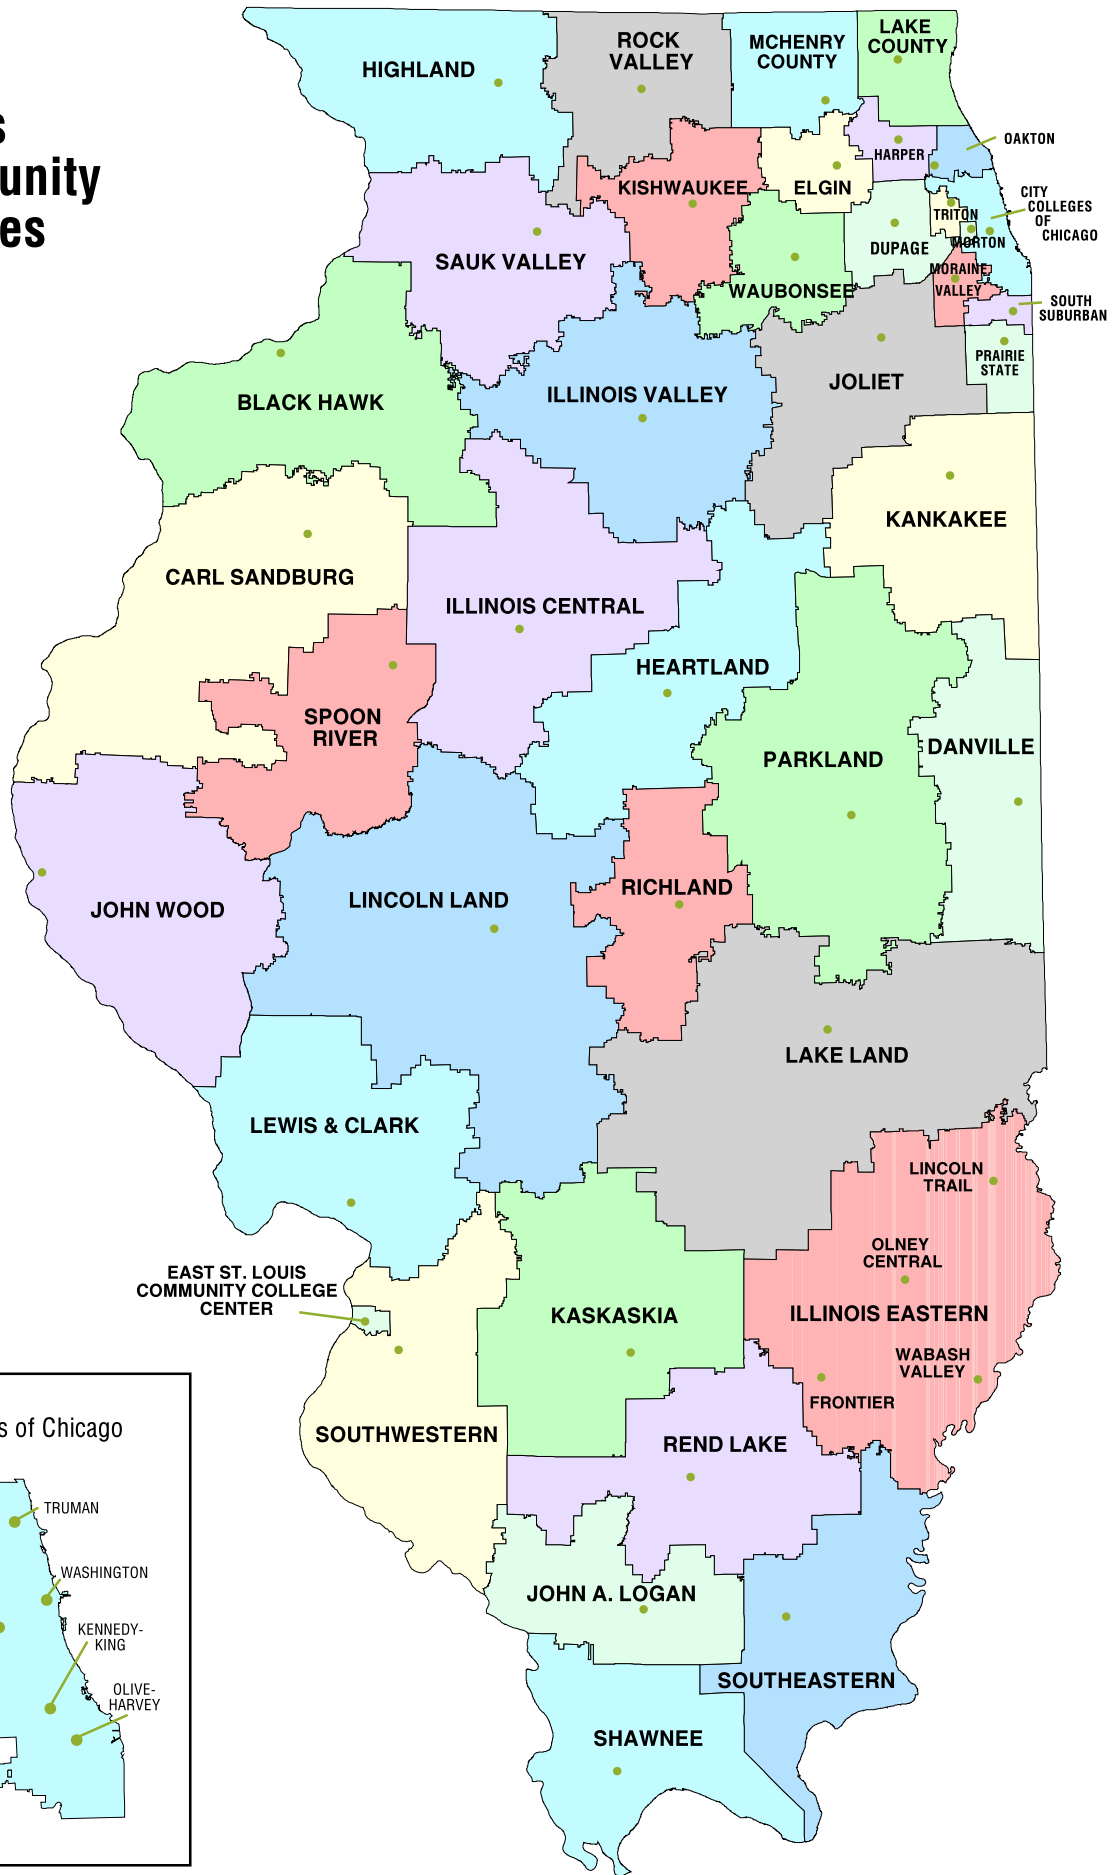 unity
es
HIGHLAND
ROCK
VALLEY
MCHENRY
COUNTY
LAKE
COUNTY
HARPER
OAKTON
KISHWAUKEE
ELGIN
CITY
COLLEGES
OF
CHICAGO
TRITON
MORTON
DUPAGE
SAUK VALLEY
WAUBONSEE
MORAINE
VALLEY
SOUTH
SUBURBAN
PRAIRIE
STATE
JOLIET
BLACK HAWK
ILLINOIS VALLEY
KANKAKEE
CARL SANDBURG
ILLINOIS CENTRAL
HEARTLAND
SPOON
RIVER
PARKLAND
DANVILLE
RICHLAND
LINCOLN LAND
JOHN WOOD
LAKE LAND
LEWIS & CLARK
LINCOLN
TRAIL
OLNEY
CENTRAL
EAST ST. LOUIS
COMMUNITY COLLEGE
CENTER
KASKASKIA
ILLINOIS EASTERN
WABASH
VALLEY
FRONTIER
SOUTHWESTERN
REND LAKE
JOHN A. LOGAN
SOUTHEASTERN
SHAWNEE
s of Chicago
TRUMAN
WASHINGTON
KENNEDY-
KING
OLIVE-
HARVEY